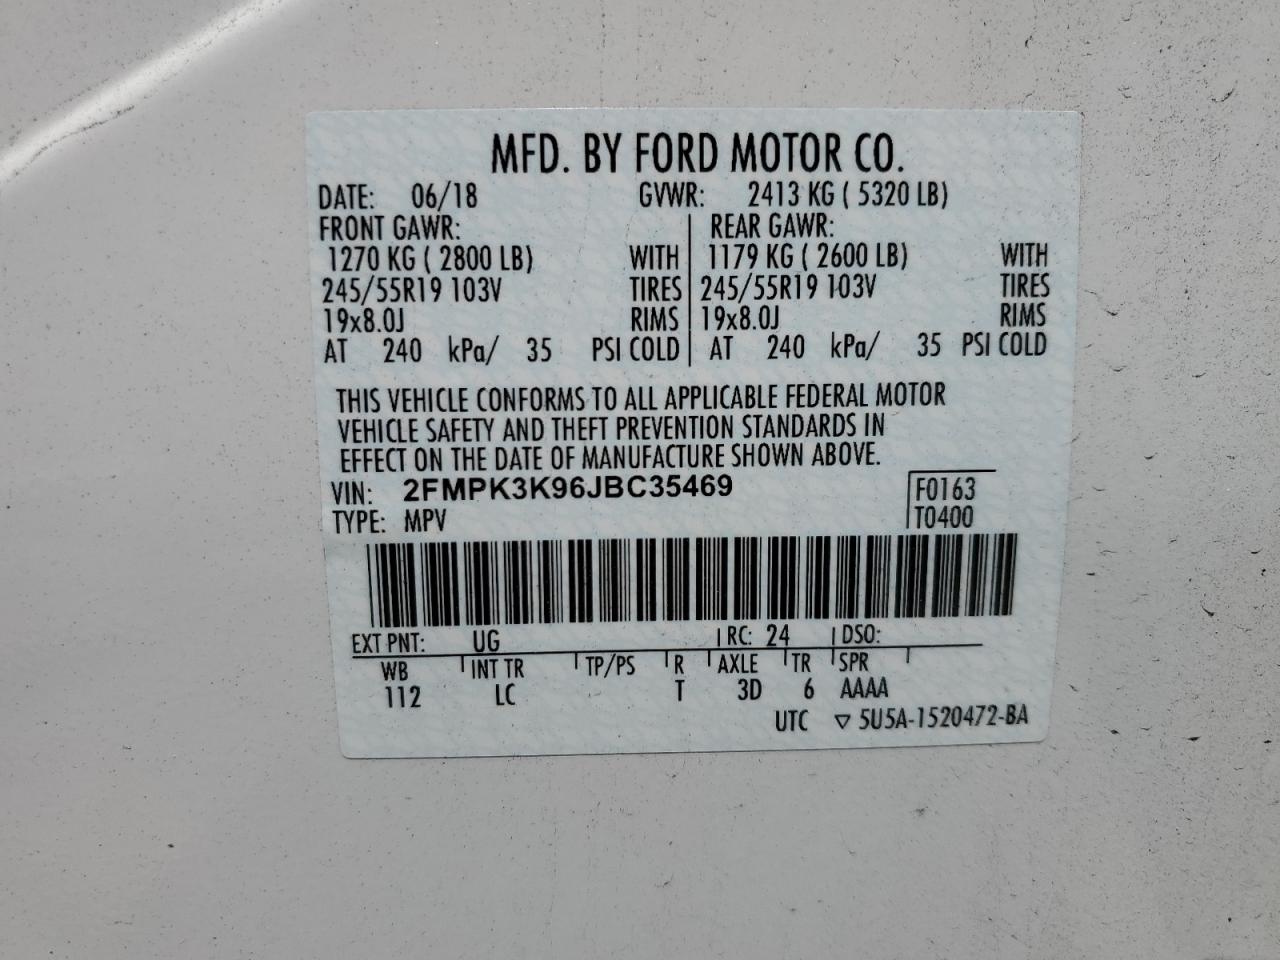 MFD. BY FORD MOTOR CO.
DATE: 06/18 GVWR: 2413 KG ( 5320 LB)
FRONT GAWR: REAR GAWR:
1270 KG ( 2800 LB) WITH 1179 KG ( 2600 LB) WITH
245/55R19 103V TIRES 245/55R19 103V TIRES
19x8.0J RIMS 19x8.0J RIMS
AT 240 kPa/ 35 PSI COLD AT 240 kPa/ 35 PSI COLD
THIS VEHICLE CONFORMS TO ALL APPLICABLE FEDERAL MOTOR
VEHICLE SAFETY AND THEFT PREVENTION STANDARDS IN
EFFECT ON THE DATE OF MANUFACTURE SHOWN ABOVE.
VIN: 2FMPK3K96JBC35469 F0163
TYPE: MPV T0400
EXT PNT: UG RC: 24 DSO:
WB INT TR TP/PS R AXLE TR SPR
112 LC T 3D 6 AAAA
UTC ▽ 5U5A-1520472-BA